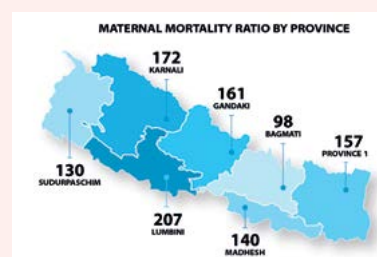 MATERNAL MORTALITY RATIO BY PROVINCE
172
KARNALI
161
GANDAKI
98
BAGMATI
157
PROVINCE 1
130
SUDURPASCHIM
207
LUMBINI
140
MADHESH